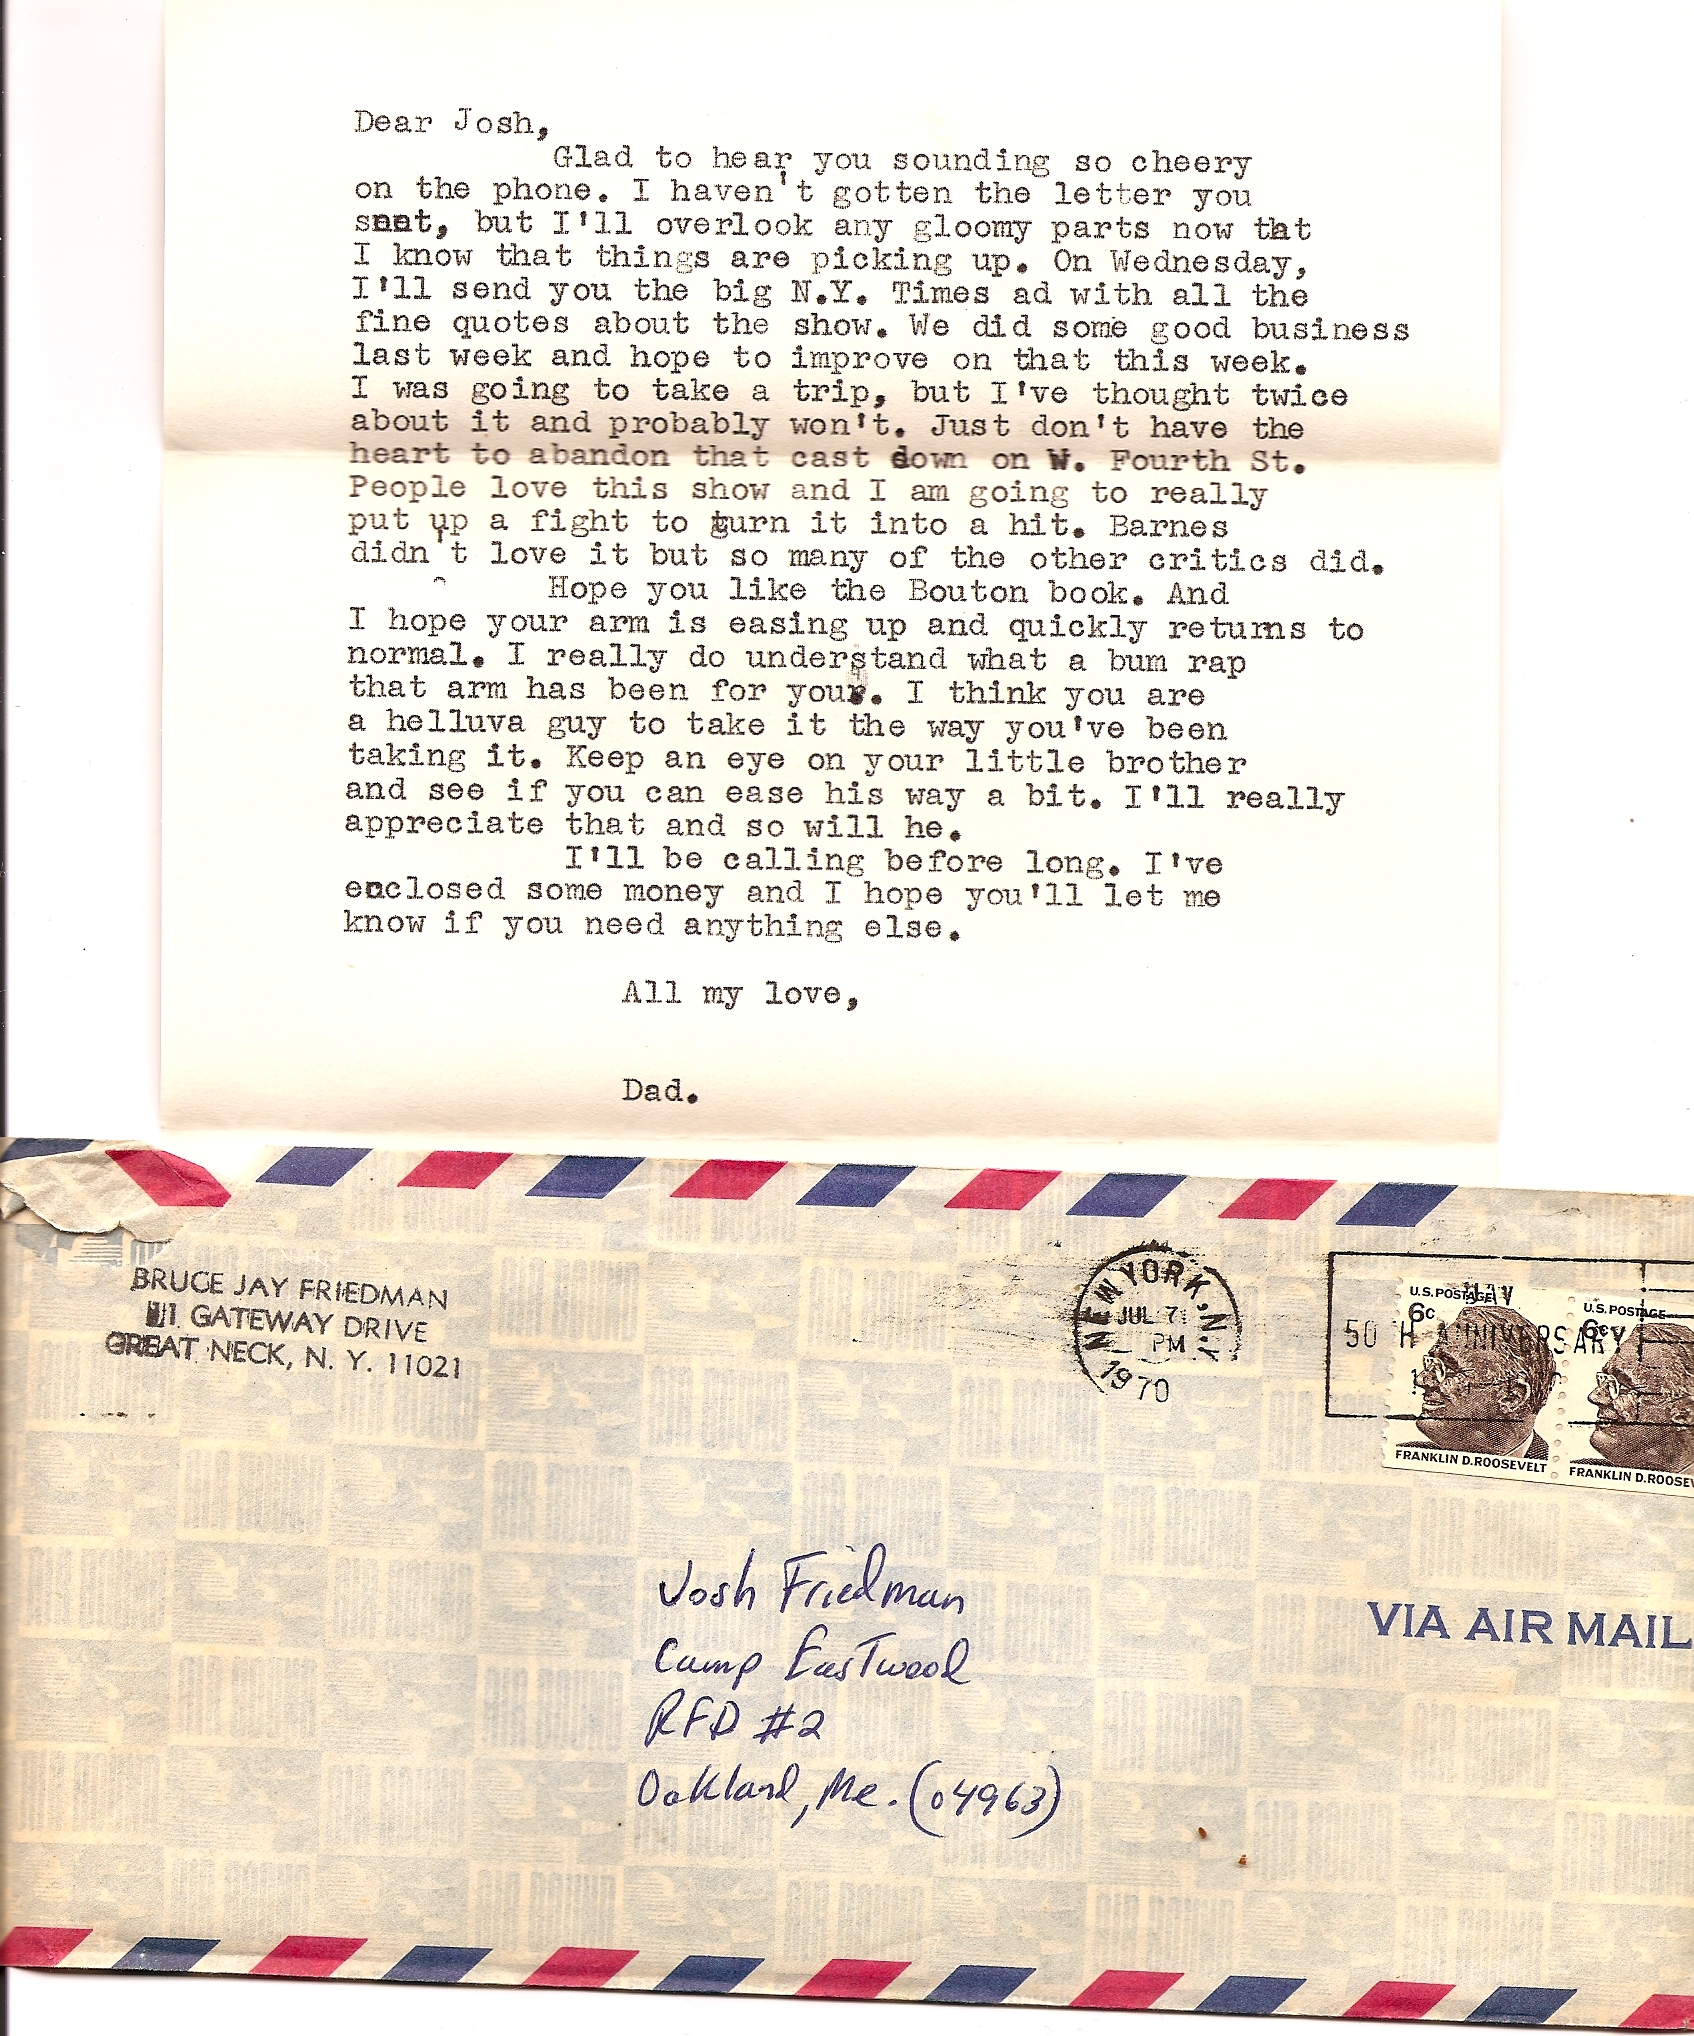 Dear Josh,
Glad to hear you sounding so cheery
on the phone. I haven't gotten the letter you
sent, but I'll overlook any gloomy parts now that
I know that things are picking up. On Wednesday,
I'll send you the big N.Y. Times ad with all the
fine quotes about the show. We did some good business
last week and hope to improve on that this week.
I was going to take a trip, but I've thought twice
about it and probably won't. Just don't have the
heart to abandon that cast down on W. Fourth St.
People love this show and I am going to really
put up a fight to turn it into a hit. Barnes
didn't love it but so many of the other critics did.
Hope you like the Bouton book. And
I hope your arm is easing up and quickly returns to
normal. I really do understand what a bum rap
that arm has been for you. I think you are
a helluva guy to take it the way you've been
taking it. Keep an eye on your little brother
and see if you can ease his way a bit. I'll really
appreciate that and so will he.
I'll be calling before long. I've
enclosed some money and I hope you'll let me
know if you need anything else.
All my love,
Dad.
BRUCE JAY FRIEDMAN
11 GATEWAY DRIVE
GREAT NECK, N. Y. 11021
NEW YORK, N.Y.
JUL 7
PM
1970
50 H ANNIVERSARY
U.S. POSTAGE
6c
FRANKLIN D. ROOSEVELT
U.S. POSTAGE
6c
FRANKLIN D. ROOSEV
Josh Friedman
Camp Eastwood
RFD #2
Oakland, Me. (04963)
VIA AIR MAIL